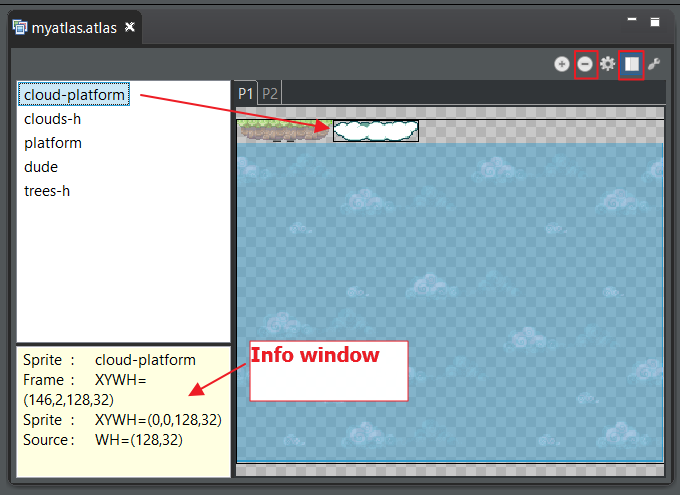 myatlas.atlas
P1 P2
cloud-platform
clouds-h
platform
dude
trees-h
Info window
Sprite : cloud-platform
Frame : XYWH=
(146,2,128,32)
Sprite : XYWH=(0,0,128,32)
Source: WH=(128,32)